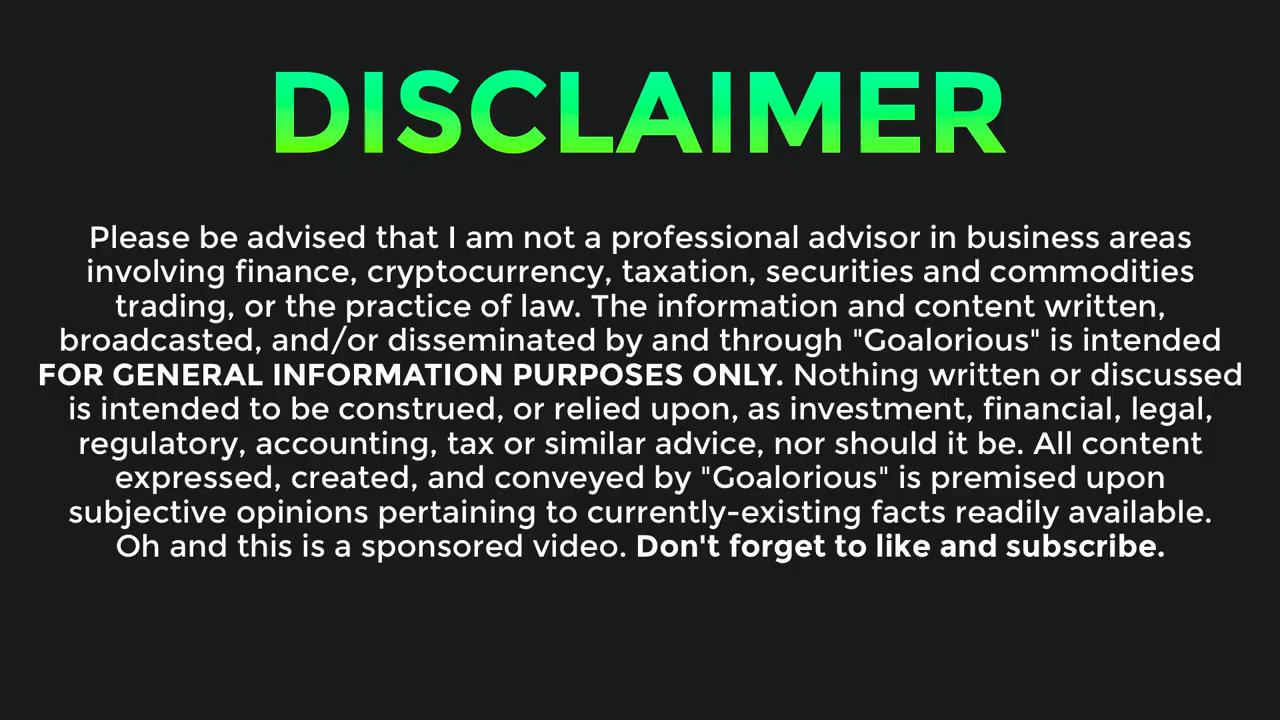 DISCLAIMER
Please be advised that I am not a professional advisor in business areas
involving finance, cryptocurrency, taxation, securities and commodities
trading, or the practice of law. The information and content written,
broadcasted, and/or disseminated by and through "Goalorious" is intended
FOR GENERAL INFORMATION PURPOSES ONLY. Nothing written or discussed
is intended to be construed, or relied upon, as investment, financial, legal,
regulatory, accounting, tax or similar advice, nor should it be. All content
expressed, created, and conveyed by "Goalorious" is premised upon
subjective opinions pertaining to currently-existing facts readily available.
Oh and this is a sponsored video. Don't forget to like and subscribe.